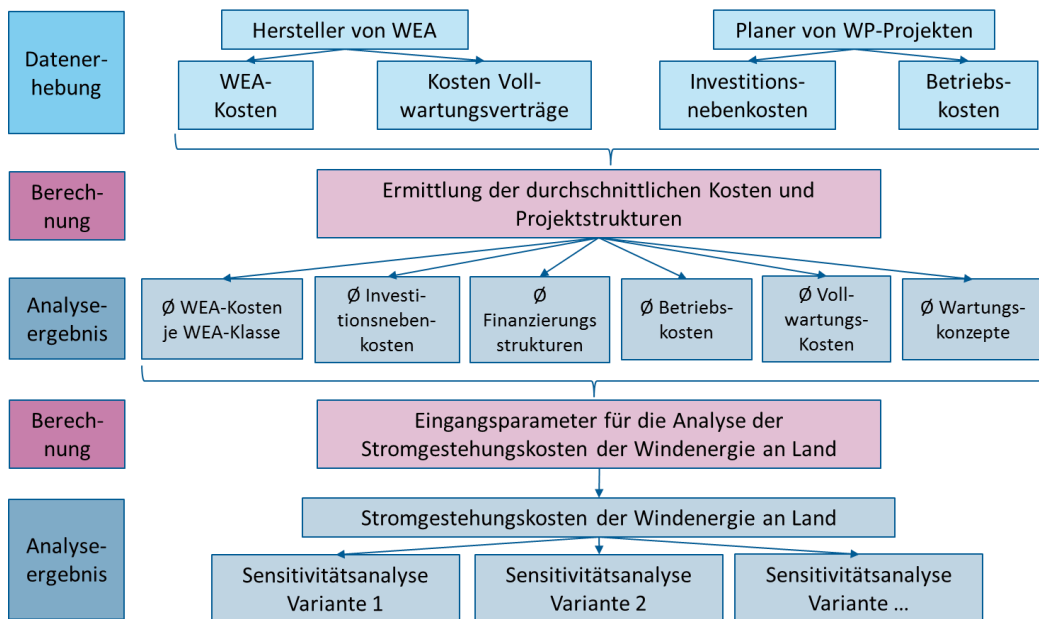 Datener-
hebung
Hersteller von WEA
Planer von WP-Projekten
WEA-
Kosten
Kosten Voll-
wartungsverträge
Investitions-
nebenkosten
Betriebs-
kosten
Berech-
nung
Ermittlung der durchschnittlichen Kosten und
Projektstrukturen
Analyse-
ergebnis
Ø WEA-Kosten
je WEA-Klasse
Ø Investi-
tionsneben-
kosten
Ø
Finanzierungs
strukturen
Ø Betriebs-
kosten
Ø Voll-
wartungs-
Kosten
Ø Wartungs-
konzepte
Berech-
nung
Eingangsparameter für die Analyse der
Stromgestehungskosten der Windenergie an Land
Analyse-
ergebnis
Stromgestehungskosten der Windenergie an Land
Sensitivitätsanalyse
Variante 1
Sensitivitätsanalyse
Variante 2
Sensitivitätsanalyse
Variante ...